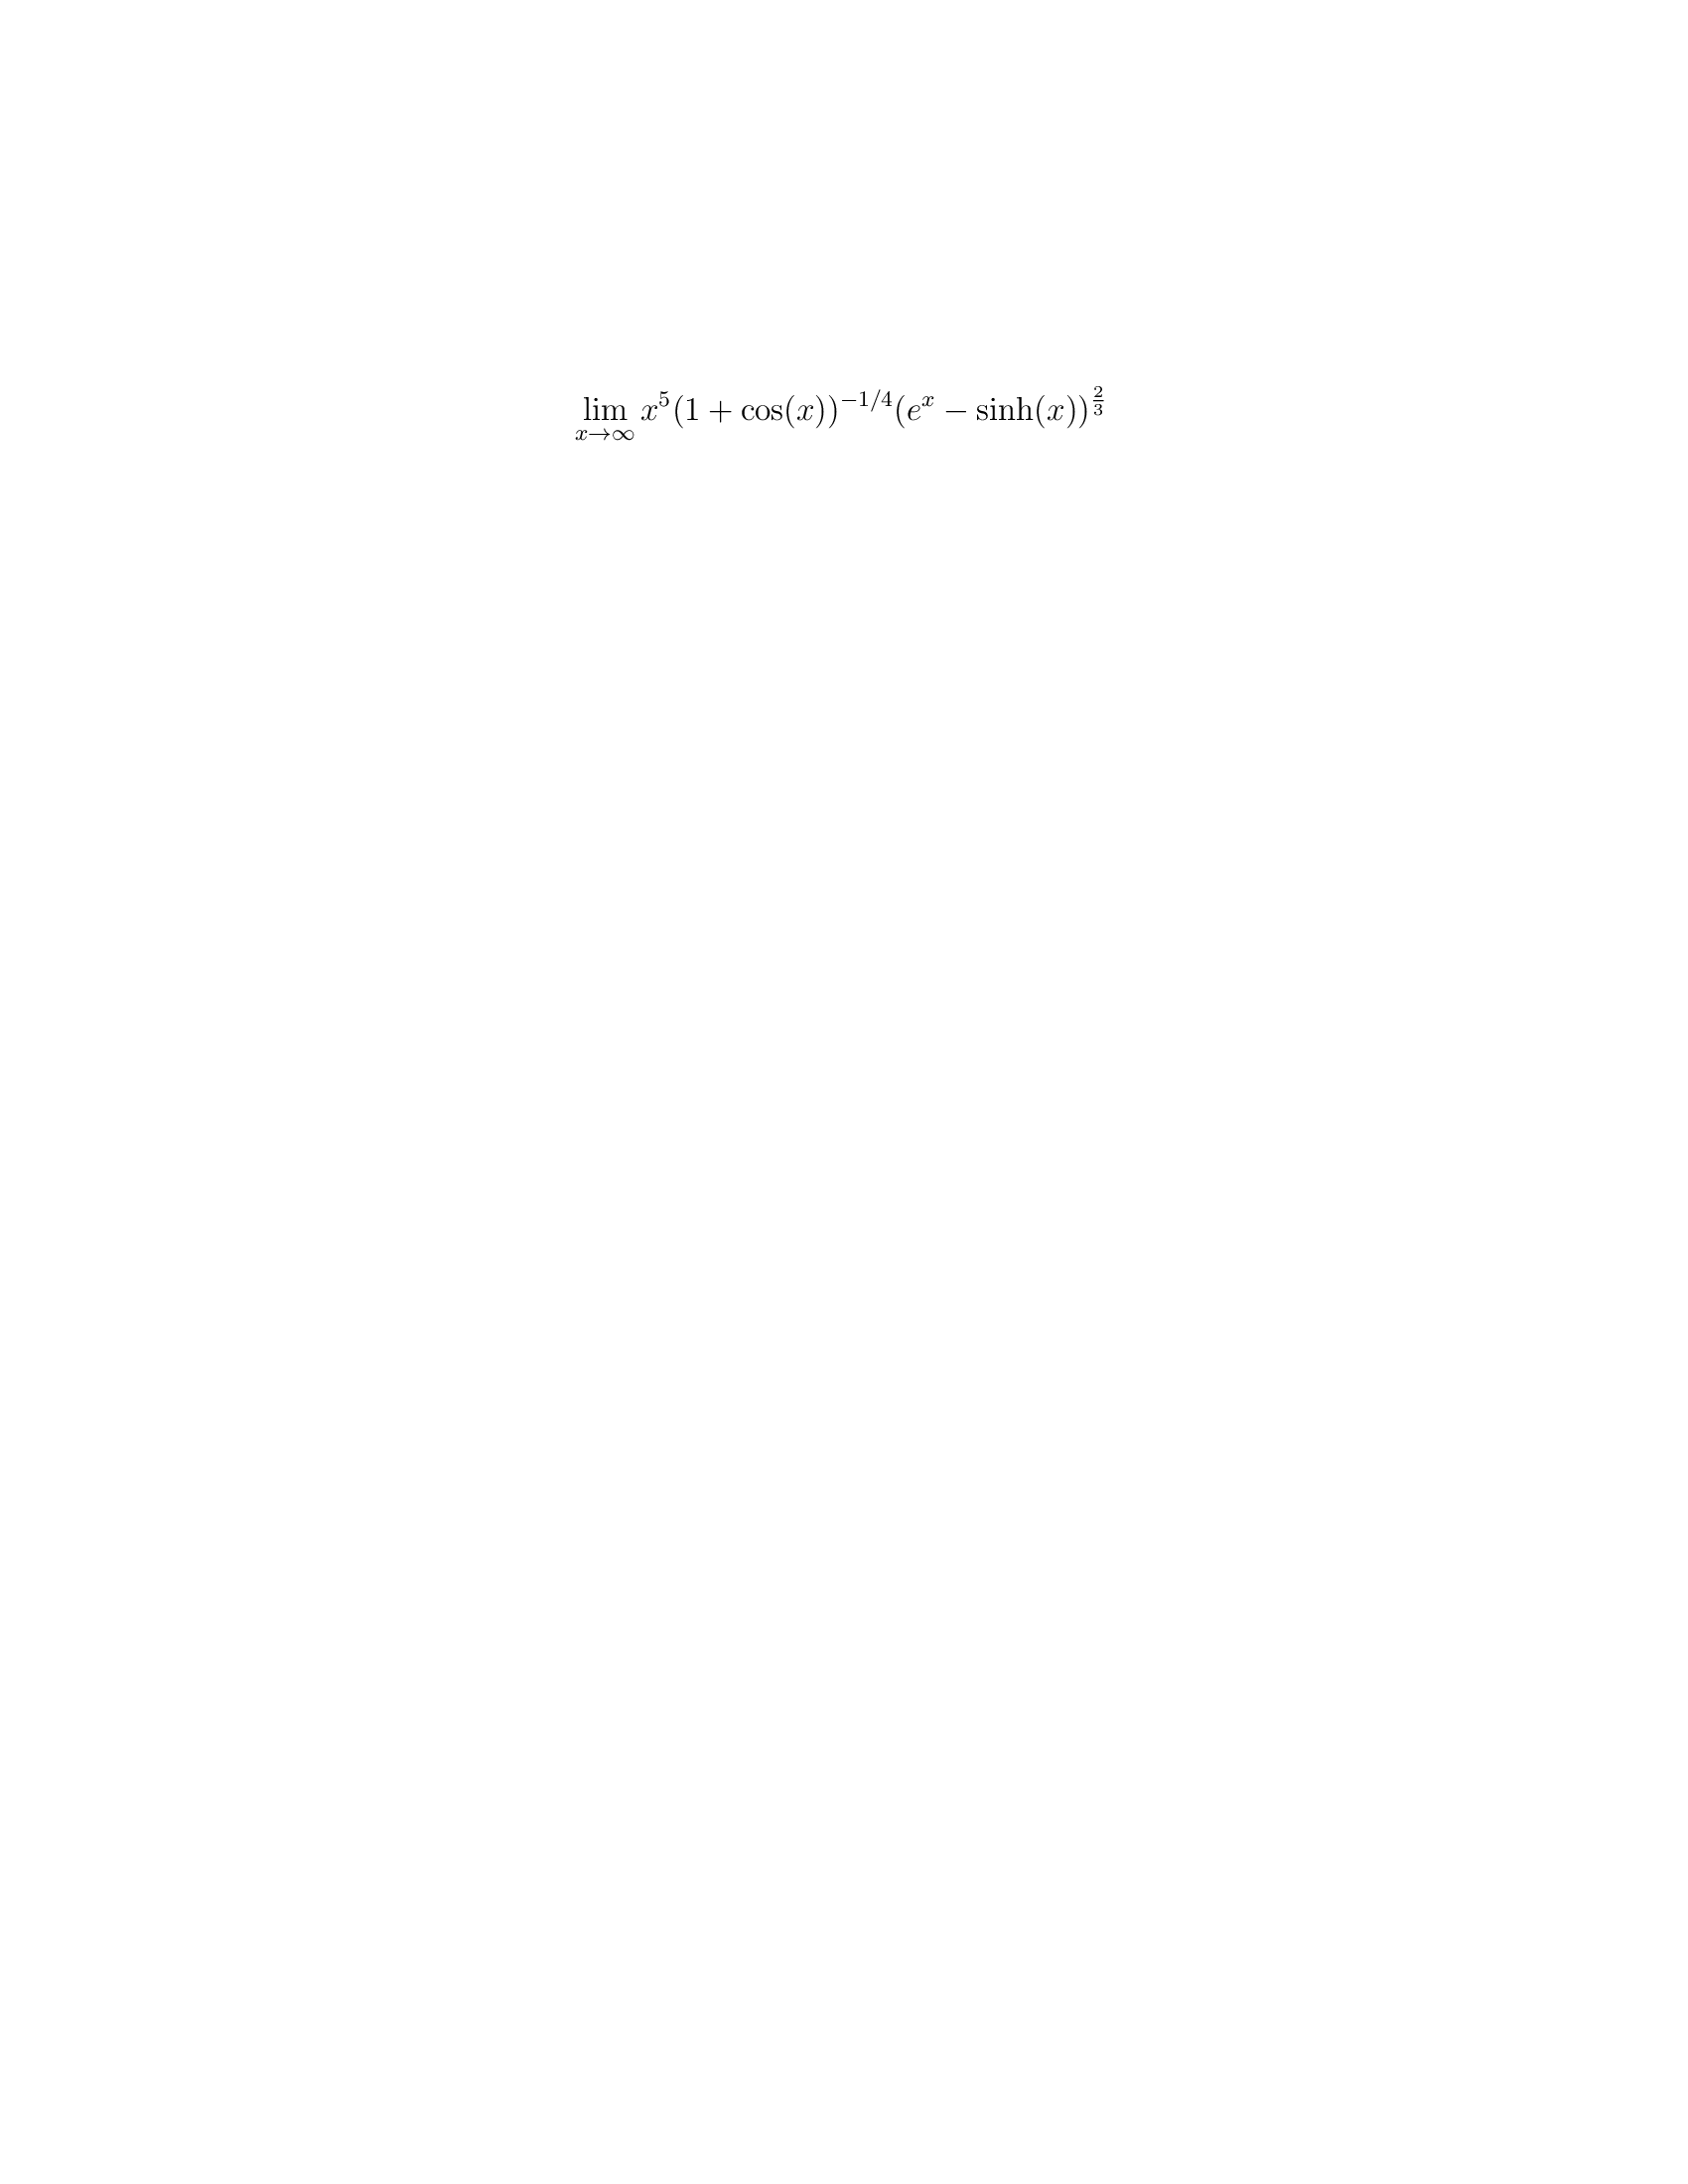 \lim_{x \to \infty} x^5 (1 + \cos(x))^{-1/4} (e^x - \sinh(x))^{\frac{2}{3}}